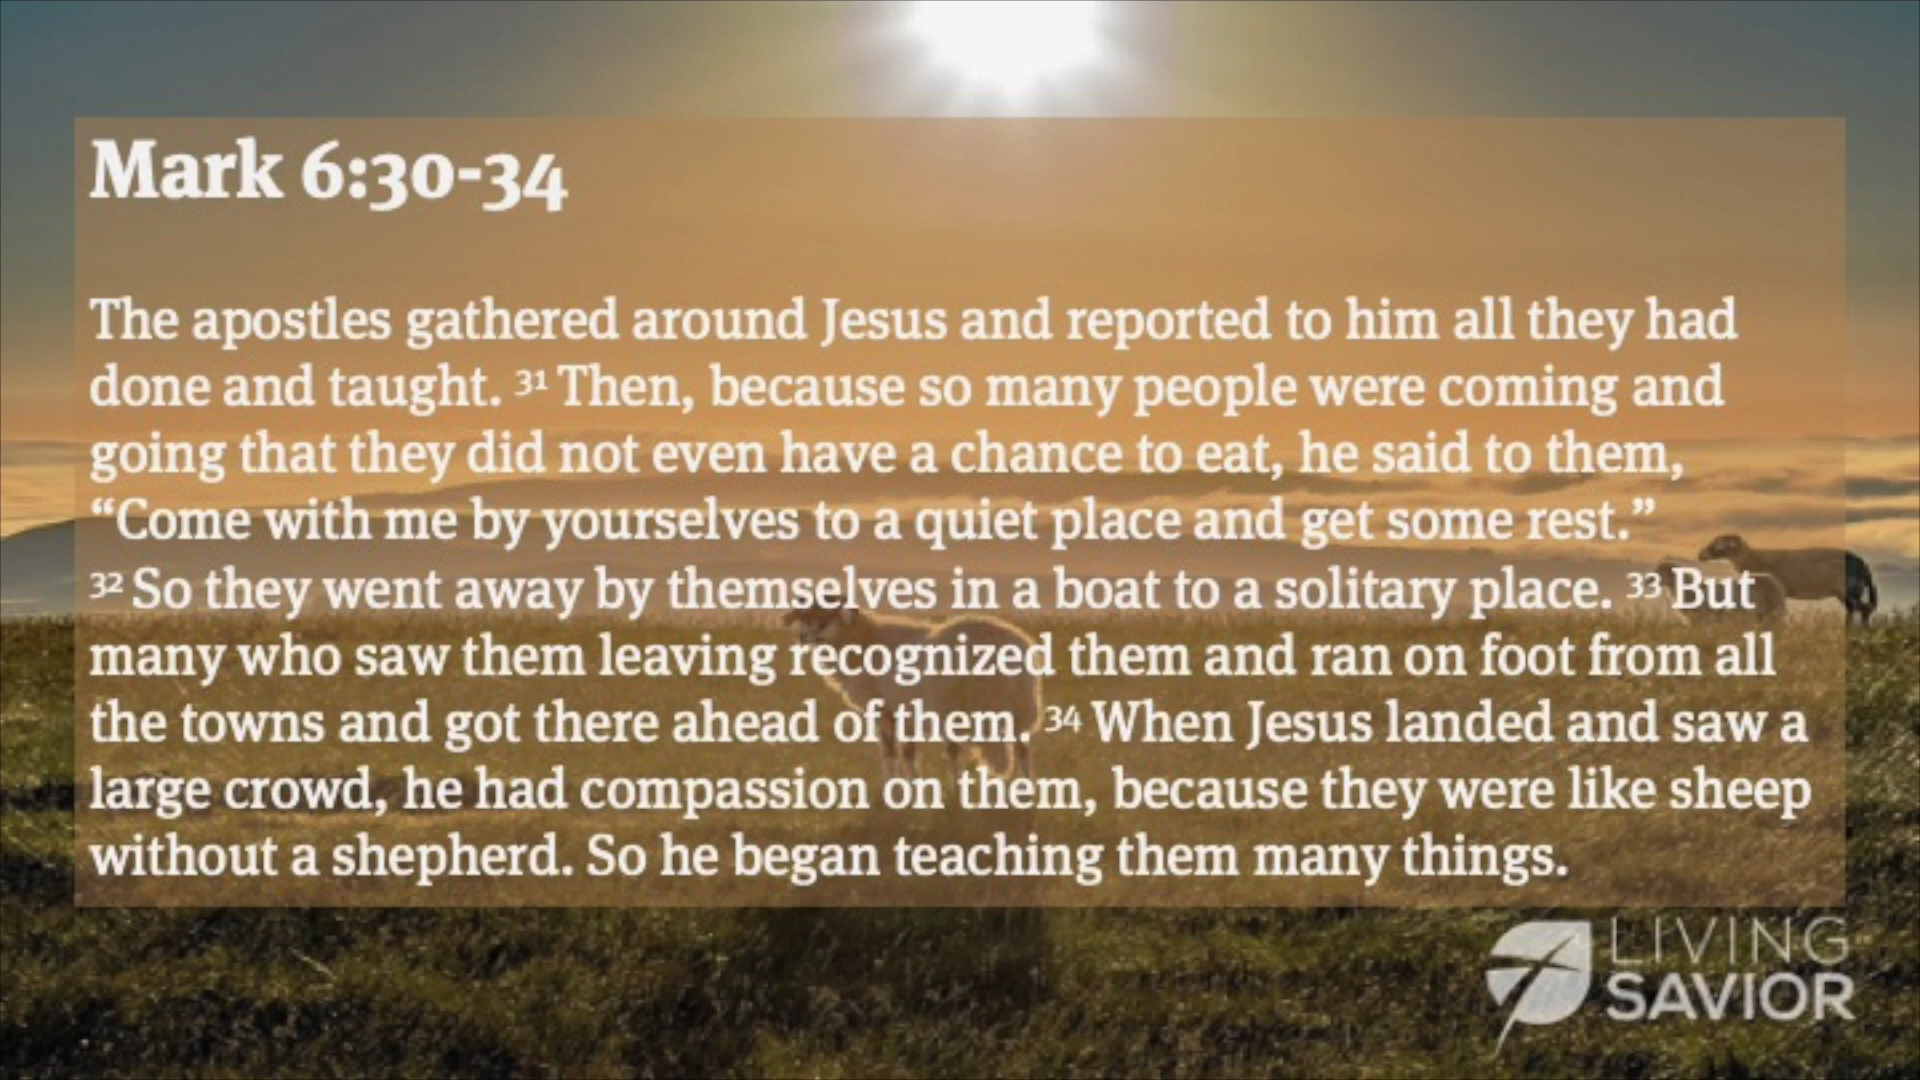 Mark 6:30-34
The apostles gathered around Jesus and reported to him all they had
done and taught. 31 Then, because so many people were coming and
going that they did not even have a chance to eat, he said to them,
“Come with me by yourselves to a quiet place and get some rest.”
32 So they went away by themselves in a boat to a solitary place. 33 But
many who saw them leaving recognized them and ran on foot from all
the towns and got there ahead of them. 34 When Jesus landed and saw a
large crowd, he had compassion on them, because they were like sheep
without a shepherd. So he began teaching them many things.
LIVING
SAVIOR